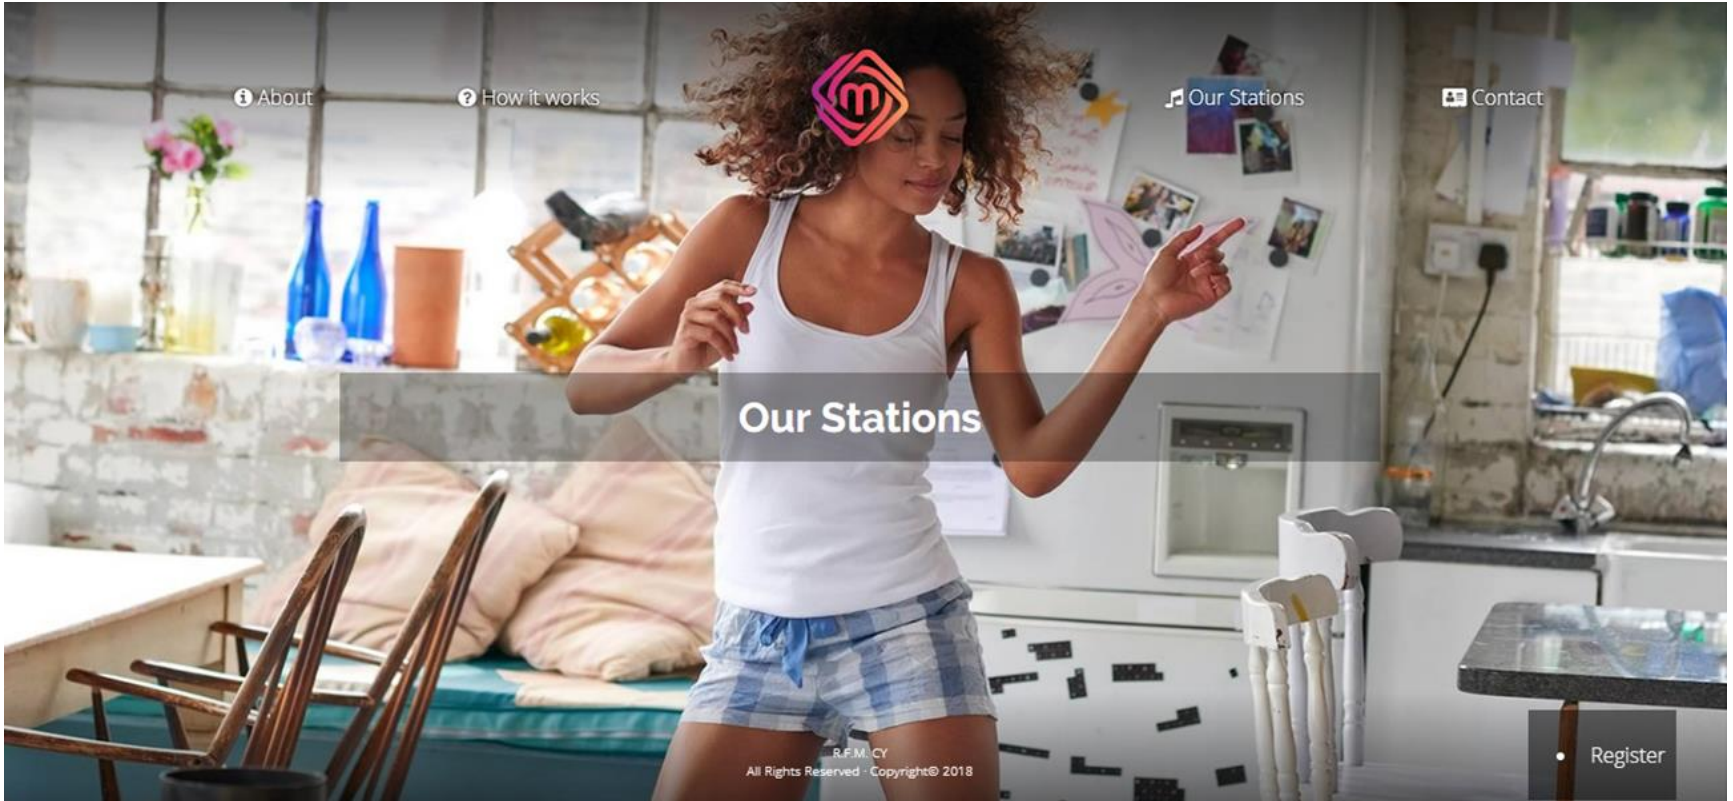 About
How it works
m
Our Stations
Contact
Our Stations
R.F.M. CY
All Rights Reserved · Copyright© 2018
• Register